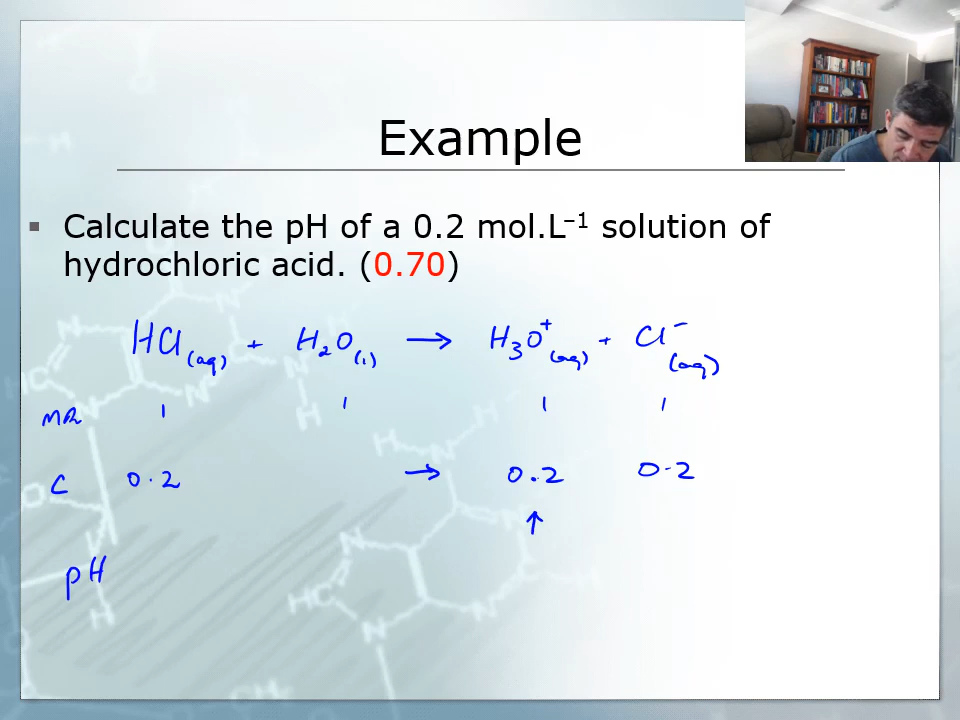 Example
▪ Calculate the pH of a 0.2 mol.L⁻¹ solution of
hydrochloric acid. (0.70)
HCl(aq) + H₂O(l) → H₃O⁺(aq) + Cl⁻(aq)
MR 1 1 1 1
C 0.2 → 0.2 0.2
↑
pH